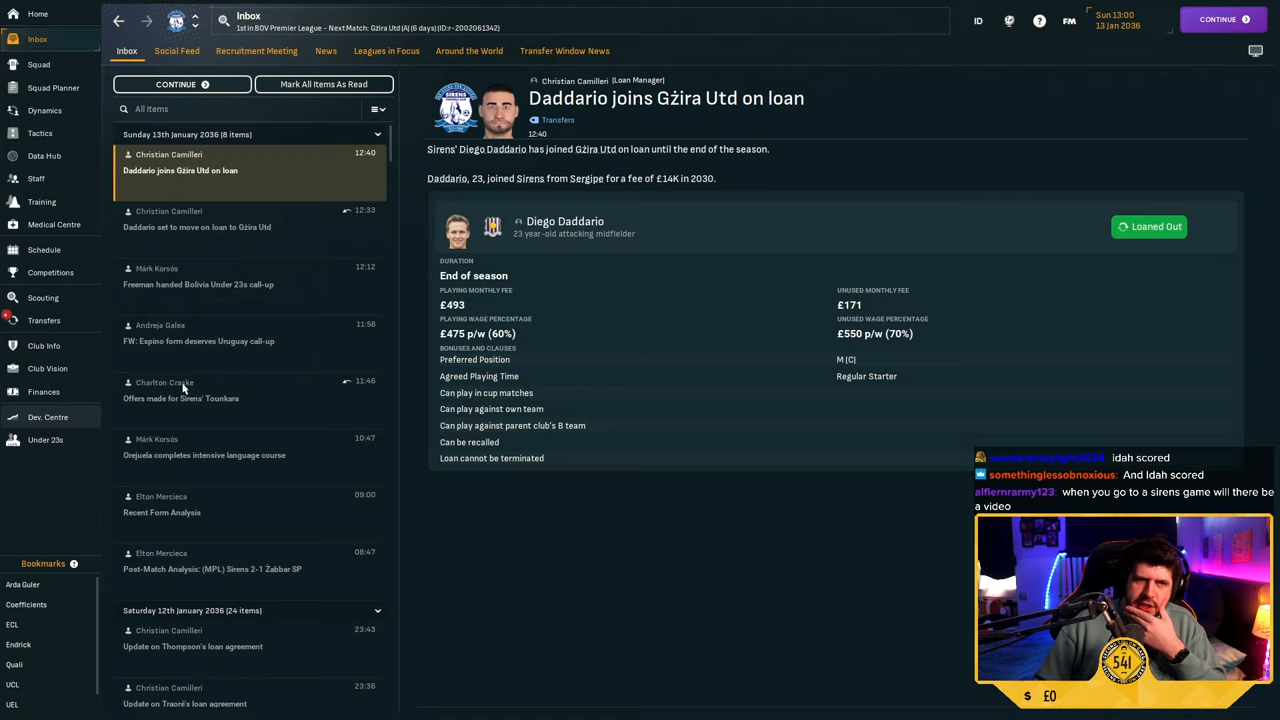 Home
Inbox
Squad
Squad Planner
Dynamics
Tactics
Data Hub
Staff
Training
Medical Centre
Schedule
Competitions
Scouting
4
Transfers
Club Info
Club Vision
Finances
Dev. Centre
Under 23s
Bookmarks ?
Arda Guler
Coefficients
ECL
Endrick
Quali
UCL
UEL
Inbox
1st in BOV Premier League - Next Match: Gżira Utd(A) (6 days) (ID:r-2002061342)
ID
?
FM
Sun 13:00
13 Jan 2036
CONTINUE
Inbox
Social Feed
Recruitment Meeting
News
Leagues in Focus
Around the World
Transfer Window News
CONTINUE
Mark All Items As Read
All Items
Sunday 13th January 2036 (8 items)
Christian Camilleri
12:40
Daddario joins Gżira Utd on loan
Christian Camilleri
12:33
Daddario set to move on loan to Gżira Utd
Márk Korsós
12:12
Freeman handed Bolivia Under 23s call-up
Andreja Galea
11:58
FW: Espino form deserves Uruguay call-up
Charlton
11:46
Offers made for Sirens' Tounkara
Márk Korsós
10:47
Orejuela completes intensive language course
Elton Mercieca
09:00
Recent Form Analysis
Elton Mercieca
08:47
Post-Match Analysis: (MPL) Sirens 2-1 Żabbar SP
Saturday 12th January 2036 (24 items)
Christian Camilleri
23:43
Update on Thompson's loan agreement
Christian Camilleri
23:36
Update on Traoré's loan agreement
SIRENS
Christian Camilleri (Loan Manager)
Daddario joins Gżira Utd on loan
Transfers
12:40
Sirens' Diego Daddario has joined Gżira Utd on loan until the end of the season.
Daddario, 23, joined Sirens from Sergipe for a fee of £14K in 2030.
Diego Daddario
23 year-old attacking midfielder
Loaned Out
DURATION
End of season
PLAYING MONTHLY FEE
£493
UNUSED MONTHLY FEE
£171
PLAYING WAGE PERCENTAGE
£475 p/w (60%)
UNUSED WAGE PERCENTAGE
£550 p/w (70%)
BONUSES AND CLAUSES
Preferred Position
M (C)
Agreed Playing Time
Regular Starter
Can play in cup matches
Can play against own team
Can play against parent club's B team
Can be recalled
Loan cannot be terminated
idah scored
somethinglessobnoxious: And Idah scored
alfiernrarmy123: when you go to a sirens game will there be
a video
541
$ £0